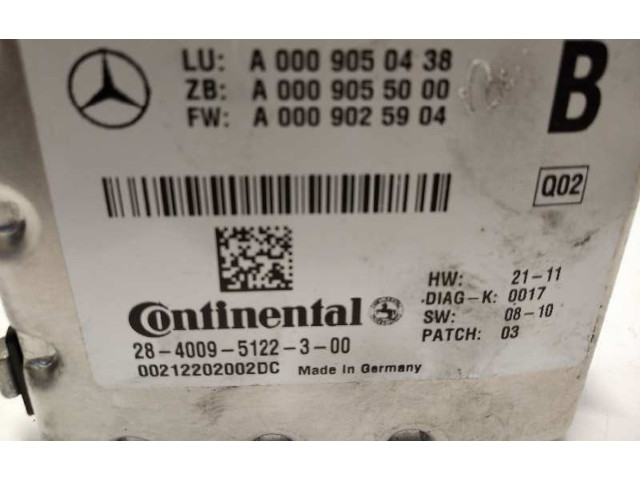 LU: A 000 905 04 38
ZB: A 000 905 50 00
FW: A 000 902 59 04
B
Q02
HW: 21-11
DIAG-K: 0017
SW: 08-10
PATCH: 03
Continental
28-4009-5122-3-00
00212202002DC Made in Germany